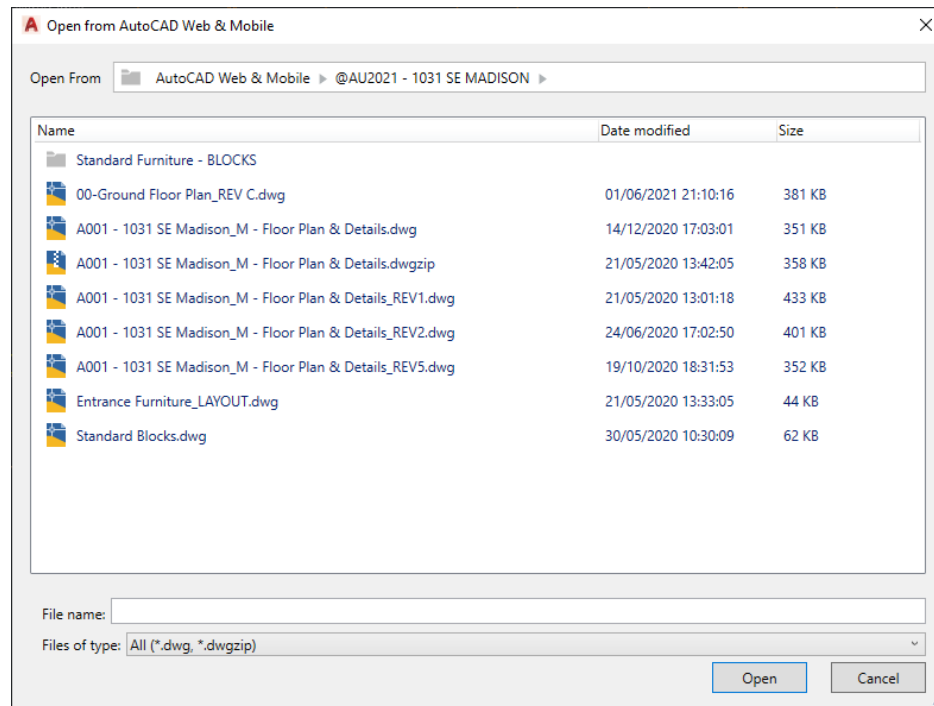 A Open from AutoCAD Web & Mobile
Open From AutoCAD Web & Mobile @AU2021 - 1031 SE MADISON
Name Date modified Size
Standard Furniture - BLOCKS
00-Ground Floor Plan_REV C.dwg 01/06/2021 21:10:16 381 KB
A001 - 1031 SE Madison_M - Floor Plan & Details.dwg 14/12/2020 17:03:01 351 KB
A001 - 1031 SE Madison_M - Floor Plan & Details.dwgzip 21/05/2020 13:42:05 358 KB
A001 - 1031 SE Madison_M - Floor Plan & Details_REV1.dwg 21/05/2020 13:01:18 433 KB
A001 - 1031 SE Madison_M - Floor Plan & Details_REV2.dwg 24/06/2020 17:02:50 401 KB
A001 - 1031 SE Madison_M - Floor Plan & Details_REV5.dwg 19/10/2020 18:31:53 352 KB
Entrance Furniture_LAYOUT.dwg 21/05/2020 13:33:05 44 KB
Standard Blocks.dwg 30/05/2020 10:30:09 62 KB
File name:
Files of type: All (*.dwg, *.dwgzip)
Open Cancel